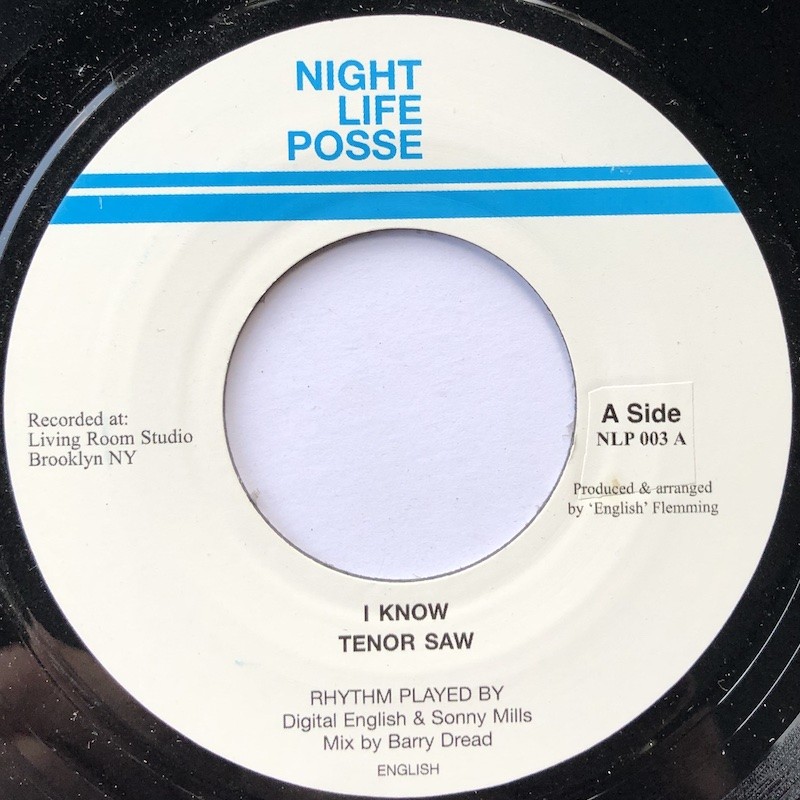 NIGHT
LIFE
POSSE
Recorded at:
Living Room Studio
Brooklyn NY
A Side
NLP 003 A
Produced & arranged
by ‘English’ Flemming
I KNOW
TENOR SAW
RHYTHM PLAYED BY
Digital English & Sonny Mills
Mix by Barry Dread
ENGLISH